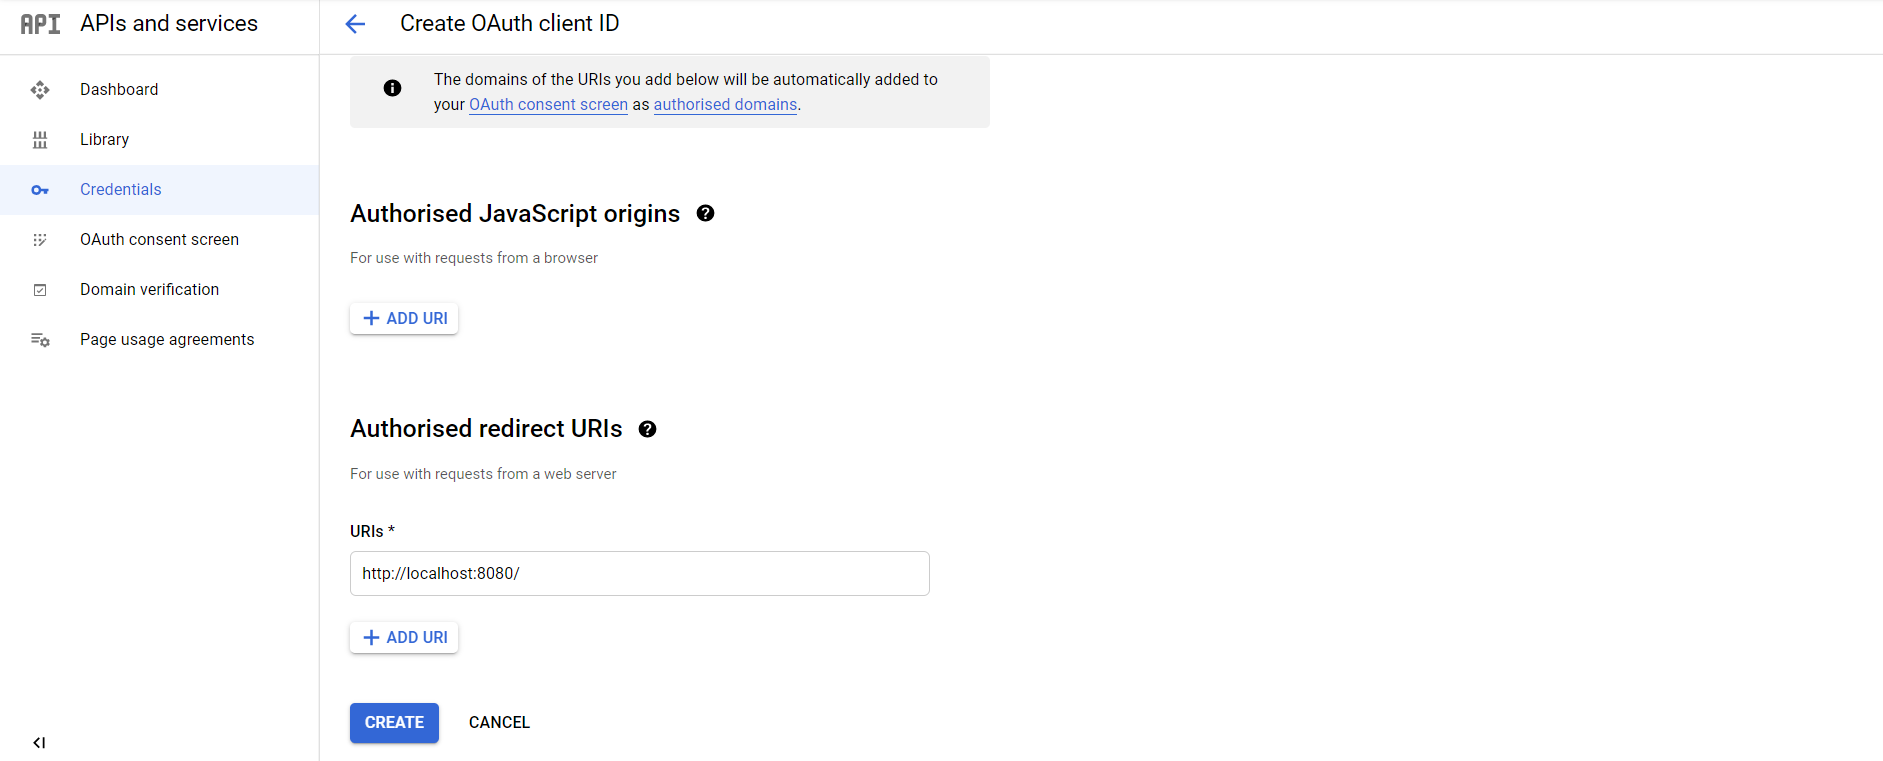 API APIs and services
Create OAuth client ID
Dashboard
Library
Credentials
OAuth consent screen
Domain verification
Page usage agreements
The domains of the URIs you add below will be automatically added to
your OAuth consent screen as authorised domains.
Authorised JavaScript origins
For use with requests from a browser
ADD URI
Authorised redirect URIs
For use with requests from a web server
URIs *
http://localhost:8080/
ADD URI
CREATE CANCEL